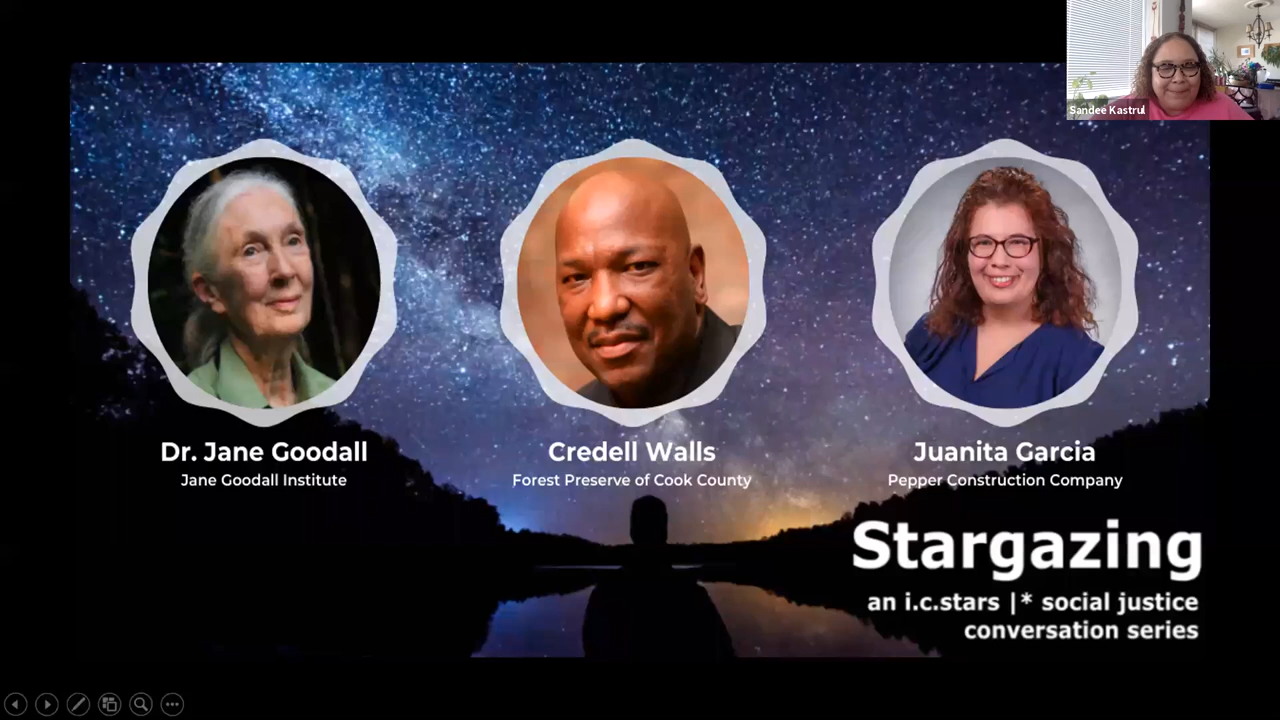 Sandee Kastrul
Dr. Jane Goodall
Jane Goodall Institute
Credell Walls
Forest Preserve of Cook County
Juanita Garcia
Pepper Construction Company
Stargazing
an i.c.stars |* social justice
conversation series